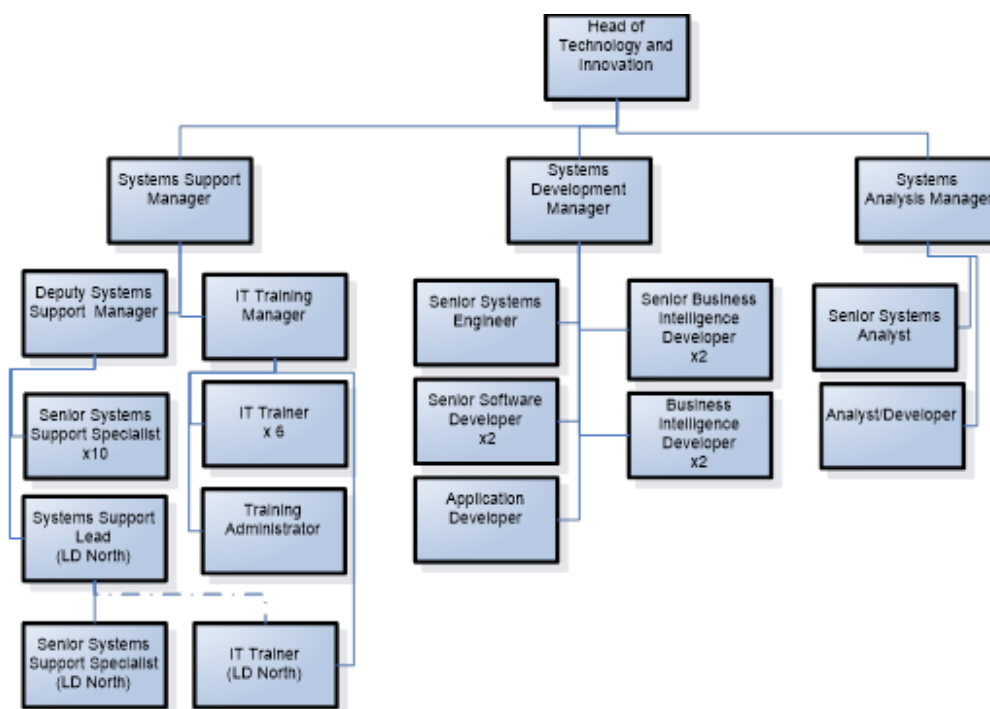 Head of
Technology and
Innovation
Systems Support
Manager
Systems
Development
Manager
Systems
Analysis Manager
Deputy Systems
Support Manager
IT Training
Manager
Senior Systems
Engineer
Senior Business
Intelligence
Developer
x2
Senior Systems
Analyst
Senior Systems
Support Specialist
x10
IT Trainer
x 6
Senior Software
Developer
x2
Business
Intelligence
Developer
x2
Analyst/Developer
Systems Support
Lead
(LD North)
Training
Administrator
Application
Developer
Senior Systems
Support Specialist
(LD North)
IT Trainer
(LD North)